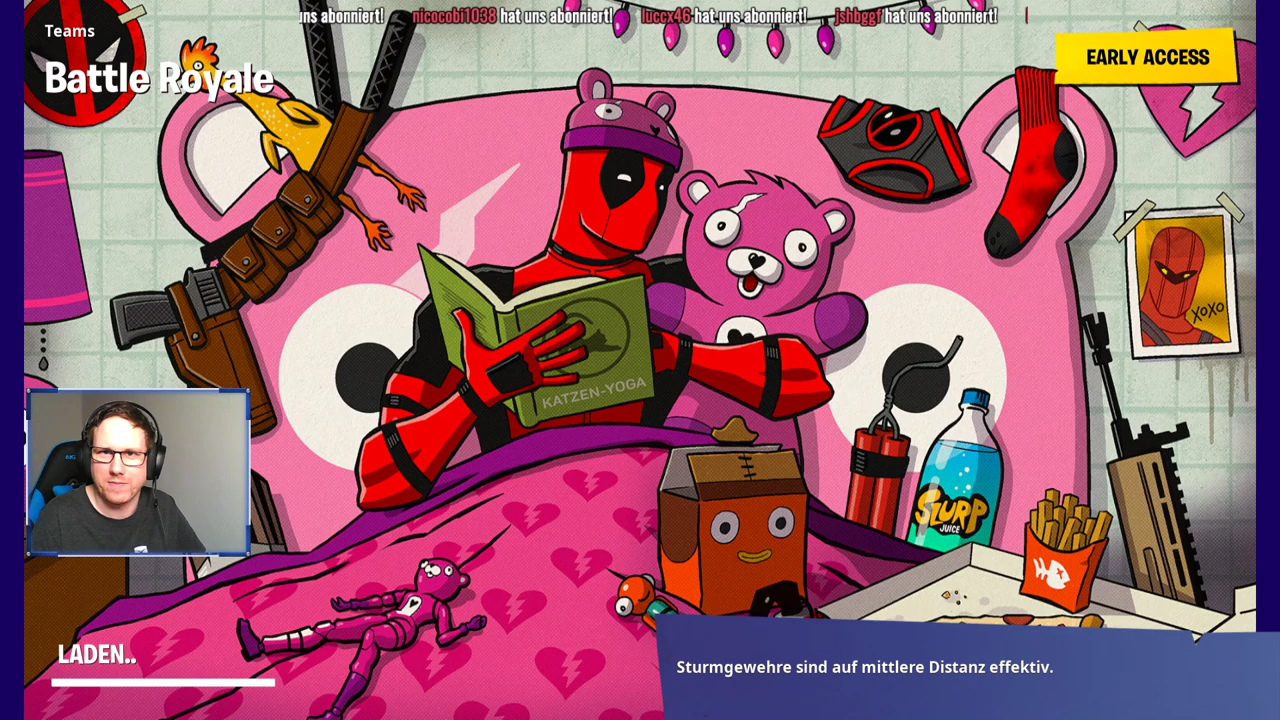 uns abonniert! nicocobf1038 hat uns abonniert! luccx46 hat uns abonniert! jshbggf hat uns abonniert!
Teams
Battle Royale
EARLY ACCESS
XOXO
KATZEN-YOGA
SLURP
JUICE
LADEN..
Sturmgewehre sind auf mittlere Distanz effektiv.